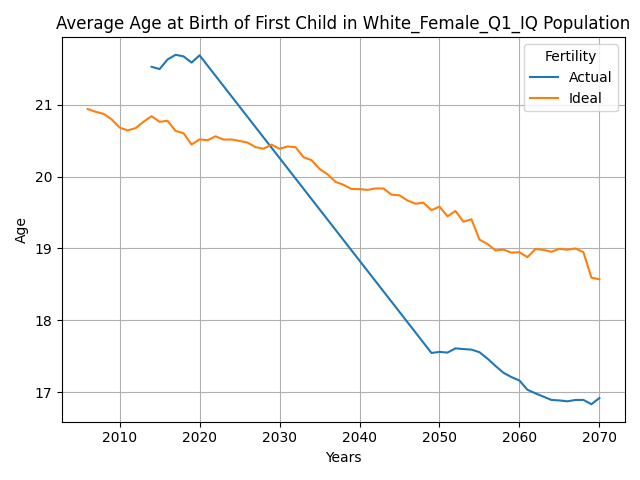 Average Age at Birth of First Child in White_Female_Q1_IQ Population
Fertility
Actual
Ideal
Age
21
20
19
18
17
2010 2020 2030 2040 2050 2060 2070
Years